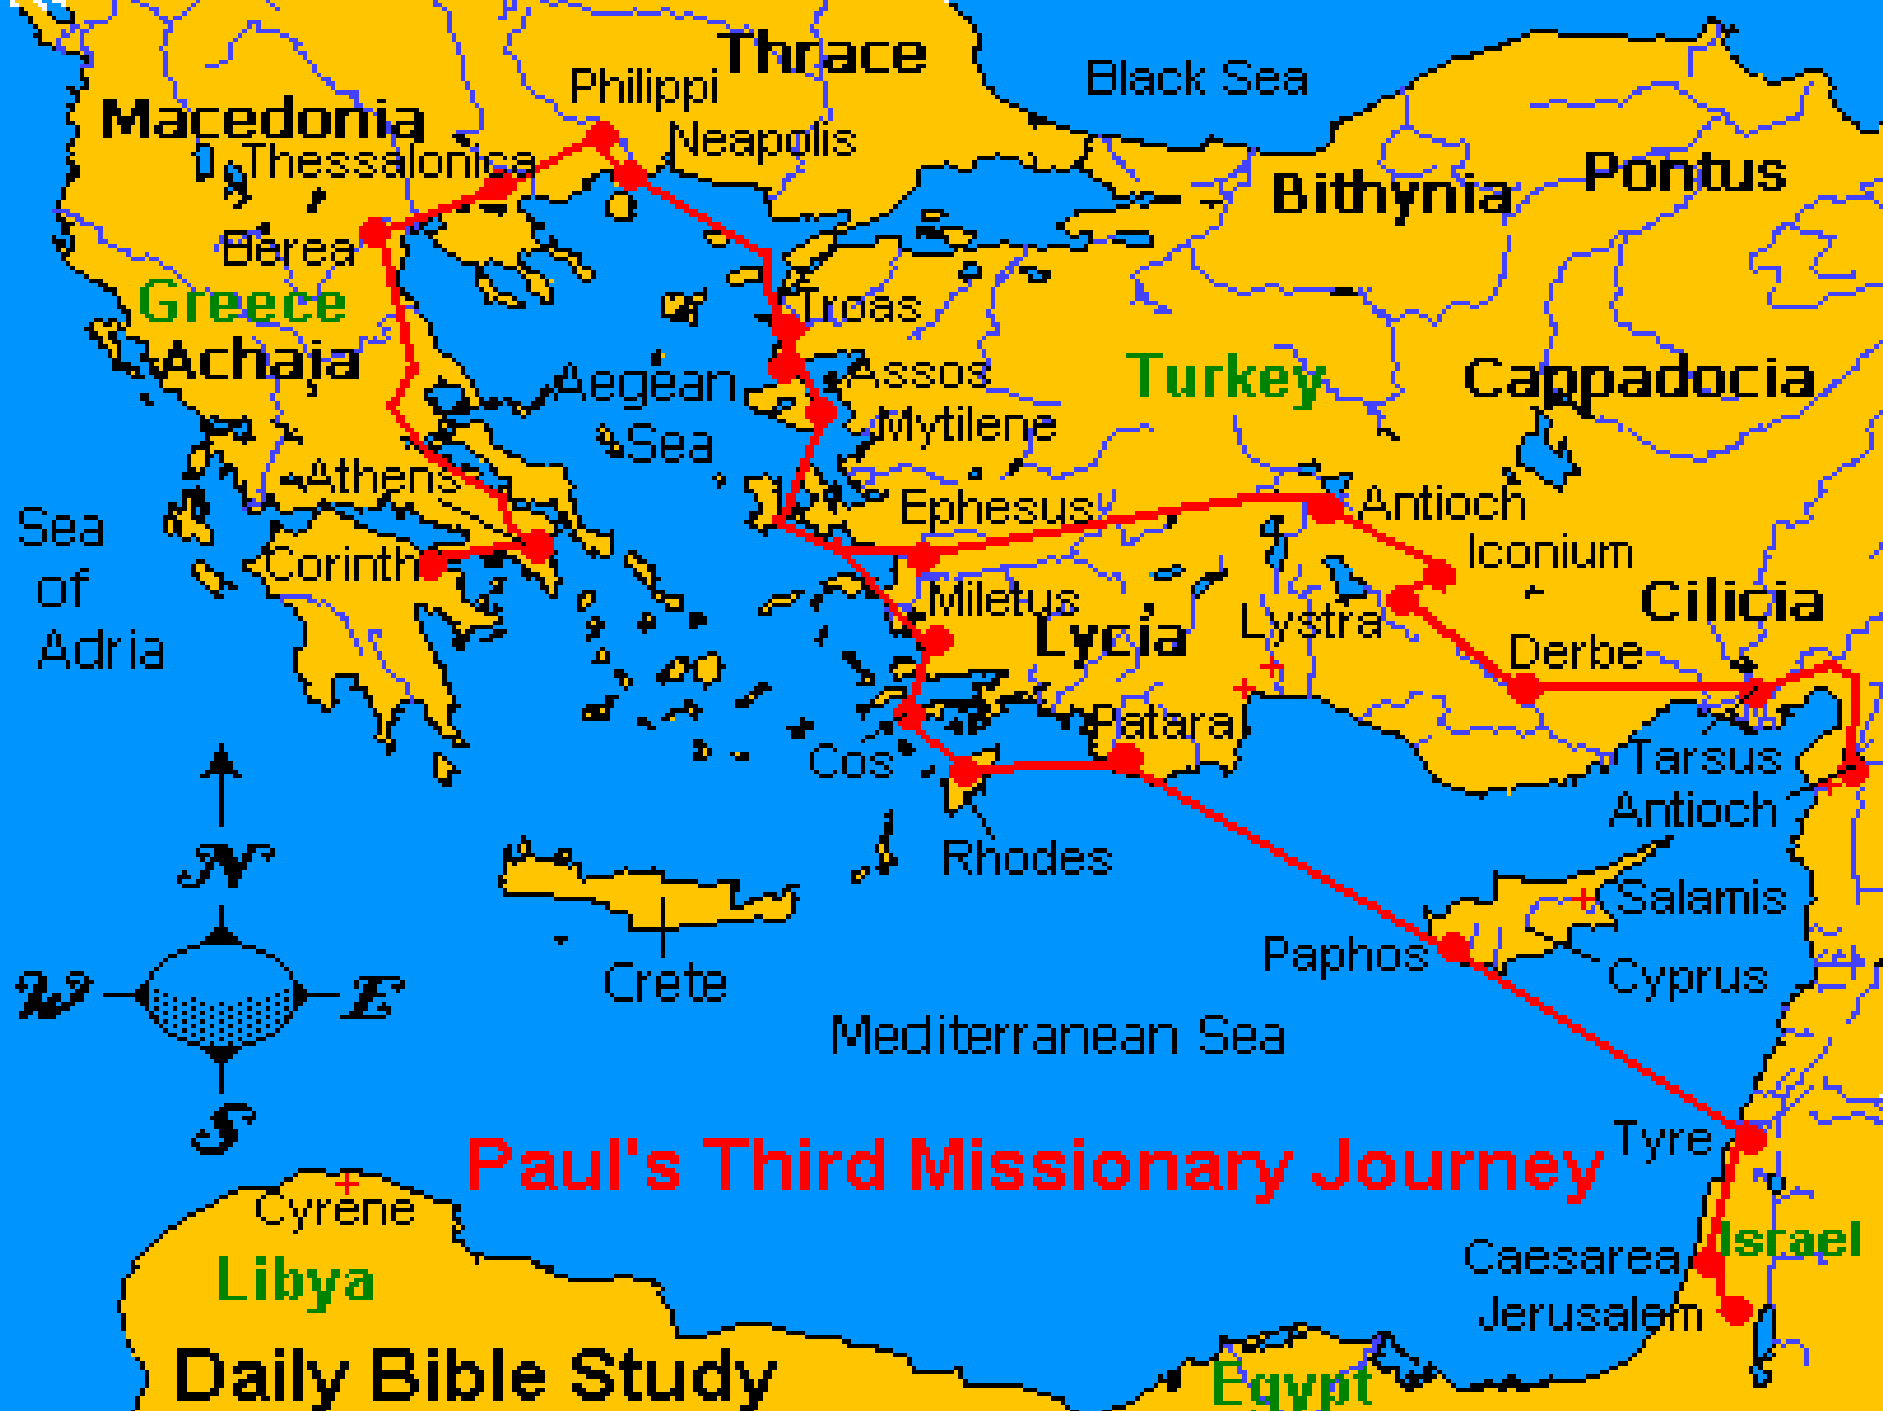 Thrace
Black Sea
Philippi
Macedonia
Neapolis
Thessalonica
Pontus
Bithynia
Berea
Greece
Troas
Achaia
Aegean
Sea
Assos
Turkey
Cappadocia
Mytilene
Athens
Ephesus
Antioch
Sea
of
Adria
Corinth
Iconium
Miletus
Lycia
Lystra
Cilicia
Derbe
Patara
Cos
Tarsus
Antioch
N
Rhodes
Salamis
Paphos
Cyprus
W
E
Crete
Mediterranean Sea
S
Tyre
Paul's Third Missionary Journey
Cyrene
Israel
Caesarea
Libya
Jerusalem
Daily Bible Study
Egypt